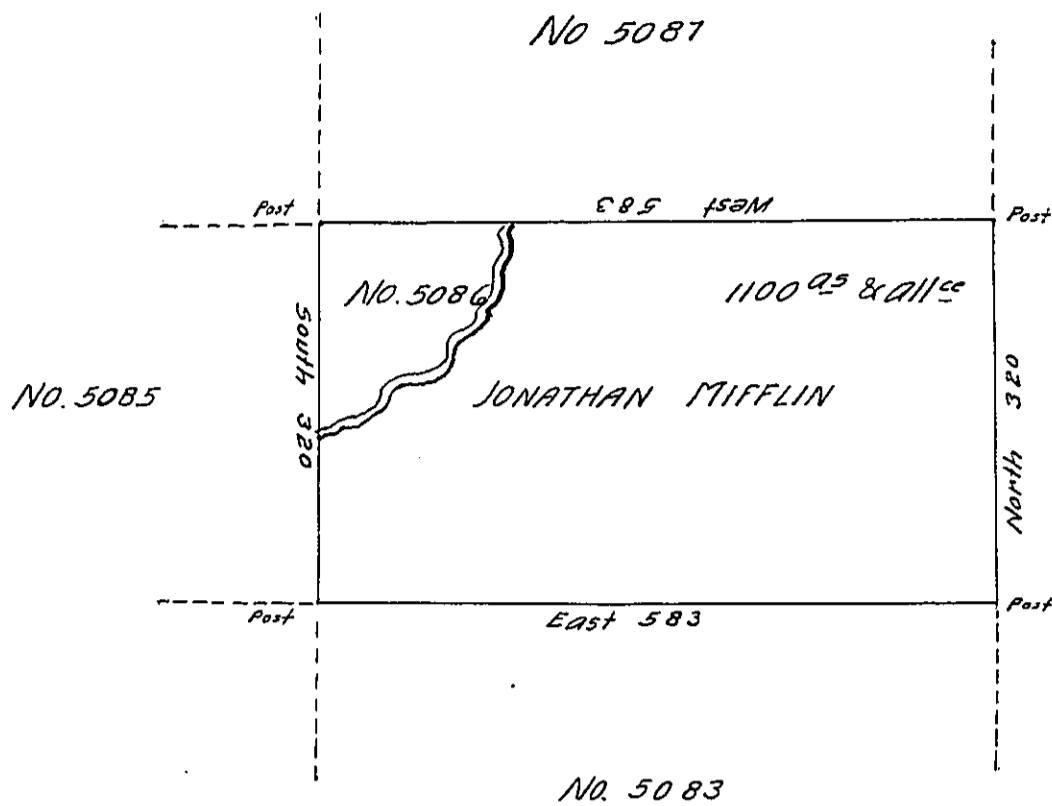 No 5087
Post
West 583
Post
No. 5086
1100 as & allce
South 320
No. 5085
JONATHAN MIFFLIN
North 320
Post
East 583
Post
No. 5083